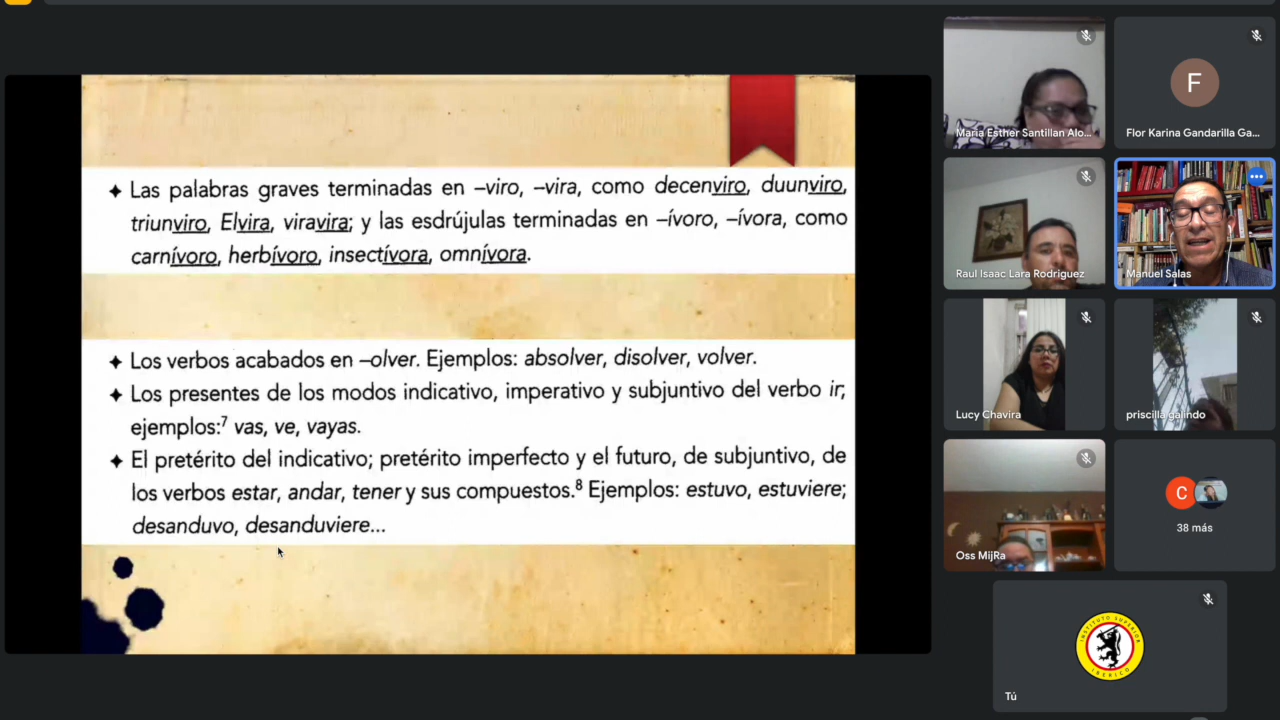 ✦ Las palabras graves terminadas en –viro, –vira, como decenviro, duunviro,
triunviro, Elvira, viravira; y las esdrújulas terminadas en –ívoro, –ívora, como
carnívoro, herbívoro, insectívora, omnívora.
✦ Los verbos acabados en –olver. Ejemplos: absolver, disolver, volver.
✦ Los presentes de los modos indicativo, imperativo y subjuntivo del verbo ir,
ejemplos:⁷ vas, ve, vayas.
✦ El pretérito del indicativo; pretérito imperfecto y el futuro, de subjuntivo, de
los verbos estar, andar, tener y sus compuestos.⁸ Ejemplos: estuvo, estuviere;
desanduvo, desanduviere...
Maria Esther Santillan Alo...
F
Flor Karina Gandarilla Ga...
Raul Isaac Lara Rodriguez
Manuel Salas
Lucy Chavira
priscilla galindo
Oss MijRa
C
38 más
INSTITUTO SUPERIOR
IBERICO
Tú